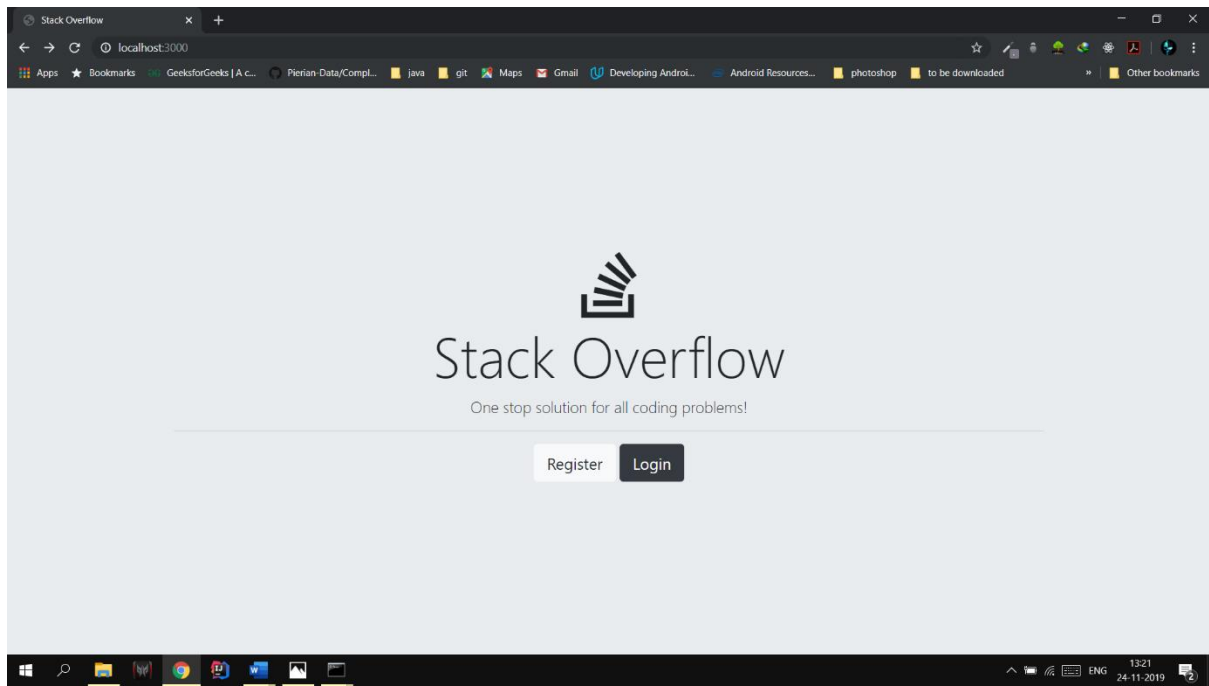 Stack Overflow
localhost:3000
Apps Bookmarks GeeksforGeeks | A c... Pierian-Data/Compl... java git Maps Gmail Developing Androi... Android Resources... photoshop to be downloaded » Other bookmarks
Stack Overflow
One stop solution for all coding problems!
Register Login
ENG 13:21
24-11-2019 2